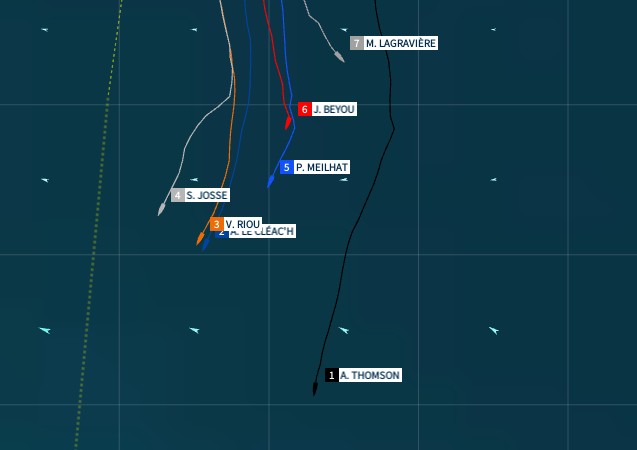 7 M. LAGRAVIÈRE
6 J. BEYOU
5 P. MEILHAT
4 S. JOSSE
3 V. RIOU
2 A. LE CLÉAC'H
1 A. THOMSON